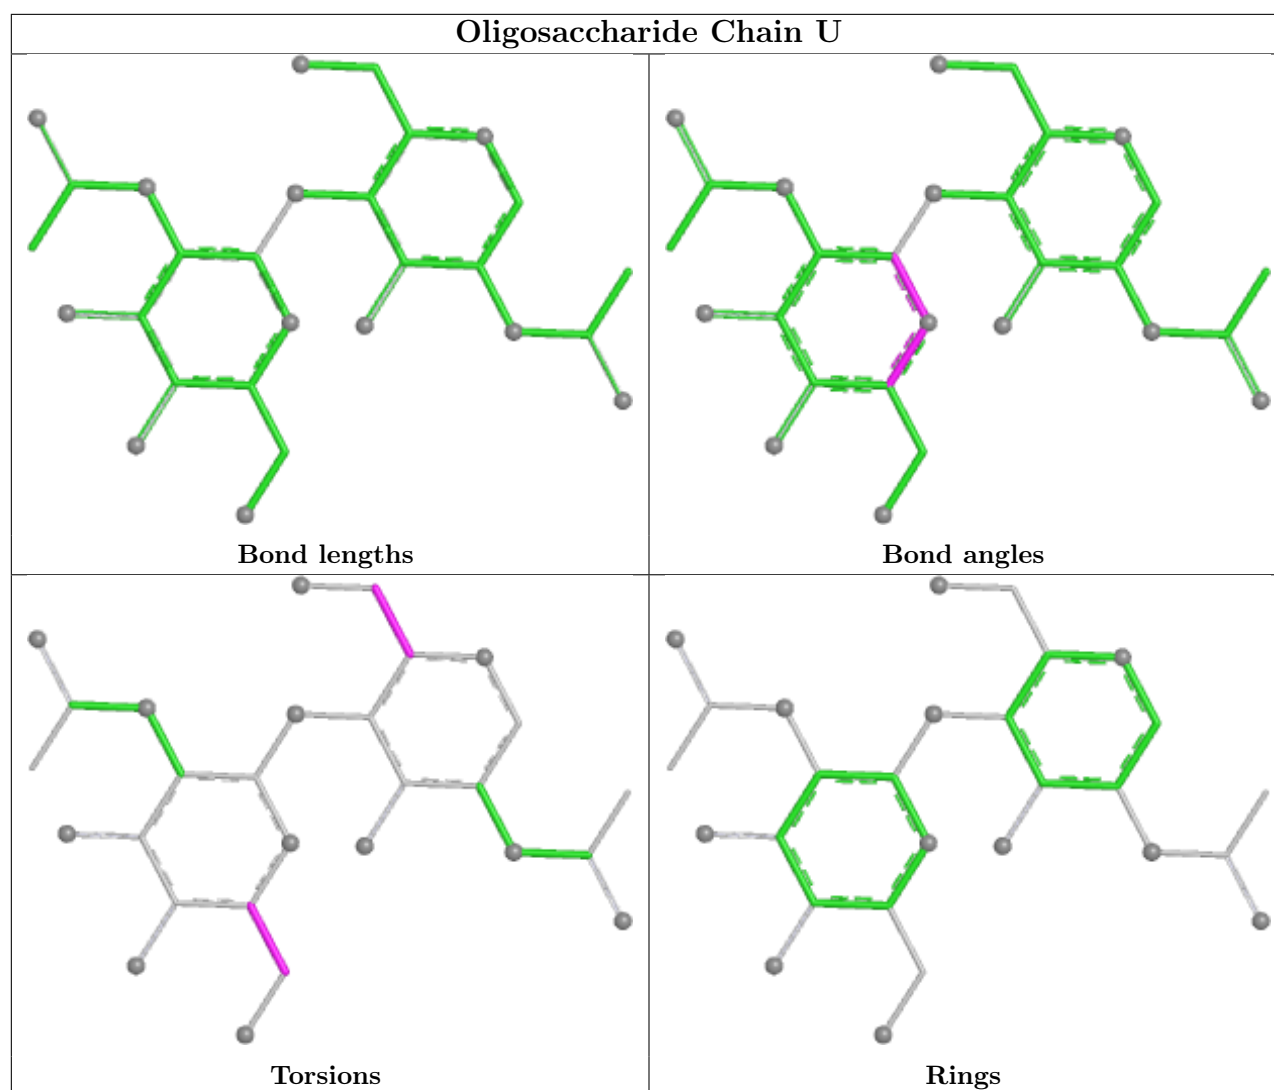 Oligosaccharide Chain U
Bond lengths
Bond angles
Torsions
Rings